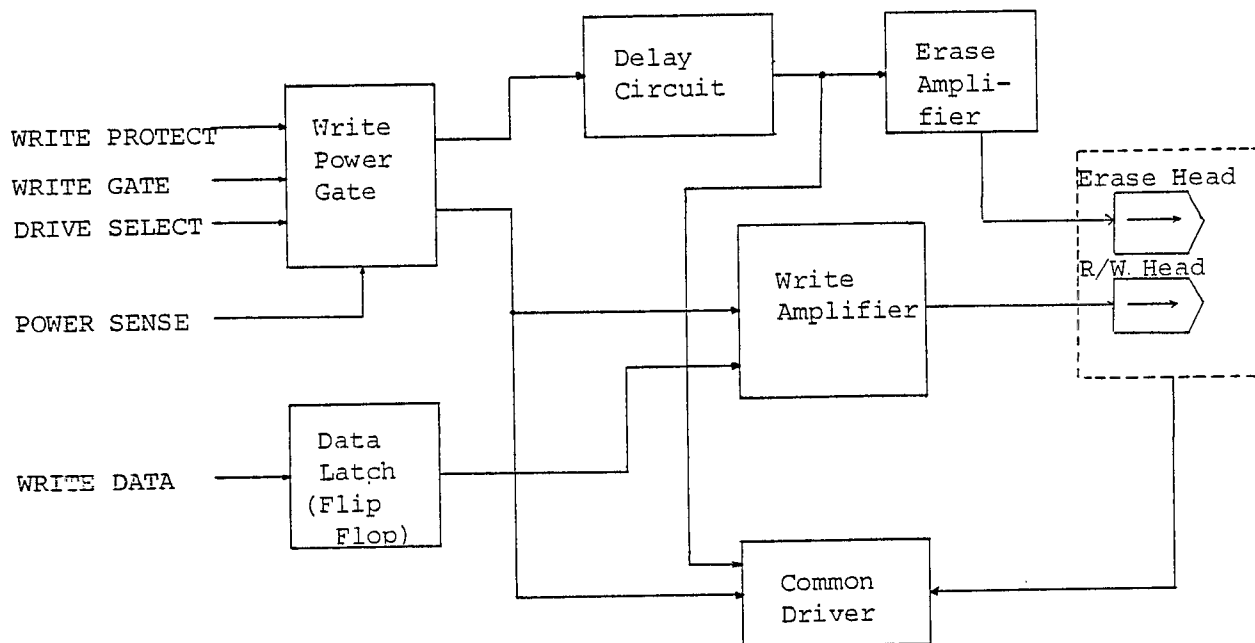 Delay
Circuit
Erase
Ampli-
fier
WRITE PROTECT
WRITE GATE
DRIVE SELECT
Write
Power
Gate
Erase Head
R/W. Head
POWER SENSE
Write
Amplifier
WRITE DATA
Data
Latch
(Flip
Flop)
Common
Driver